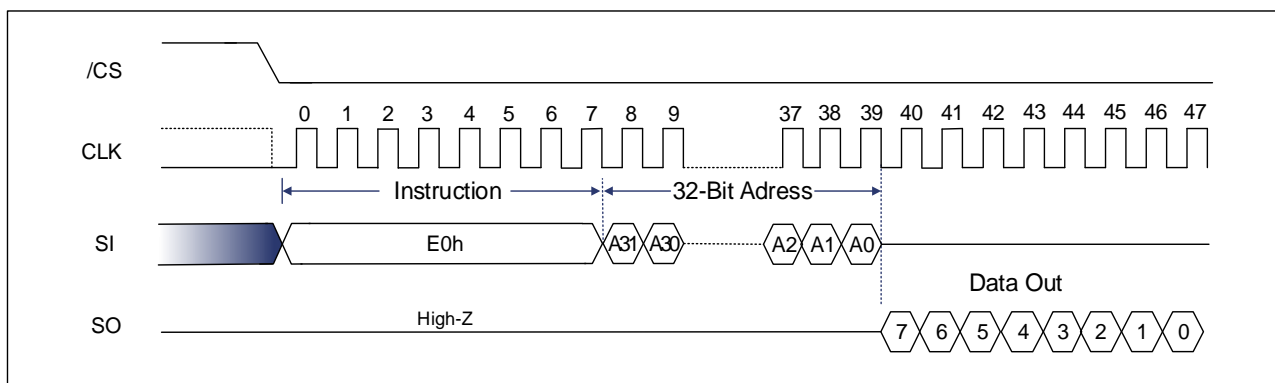 /CS
0 1 2 3 4 5 6 7 8 9 37 38 39 40 41 42 43 44 45 46 47
CLK
Instruction 32-Bit Adress
SI E0h A31 A30 A2 A1 A0
Data Out
High-Z
SO 7 6 5 4 3 2 1 0